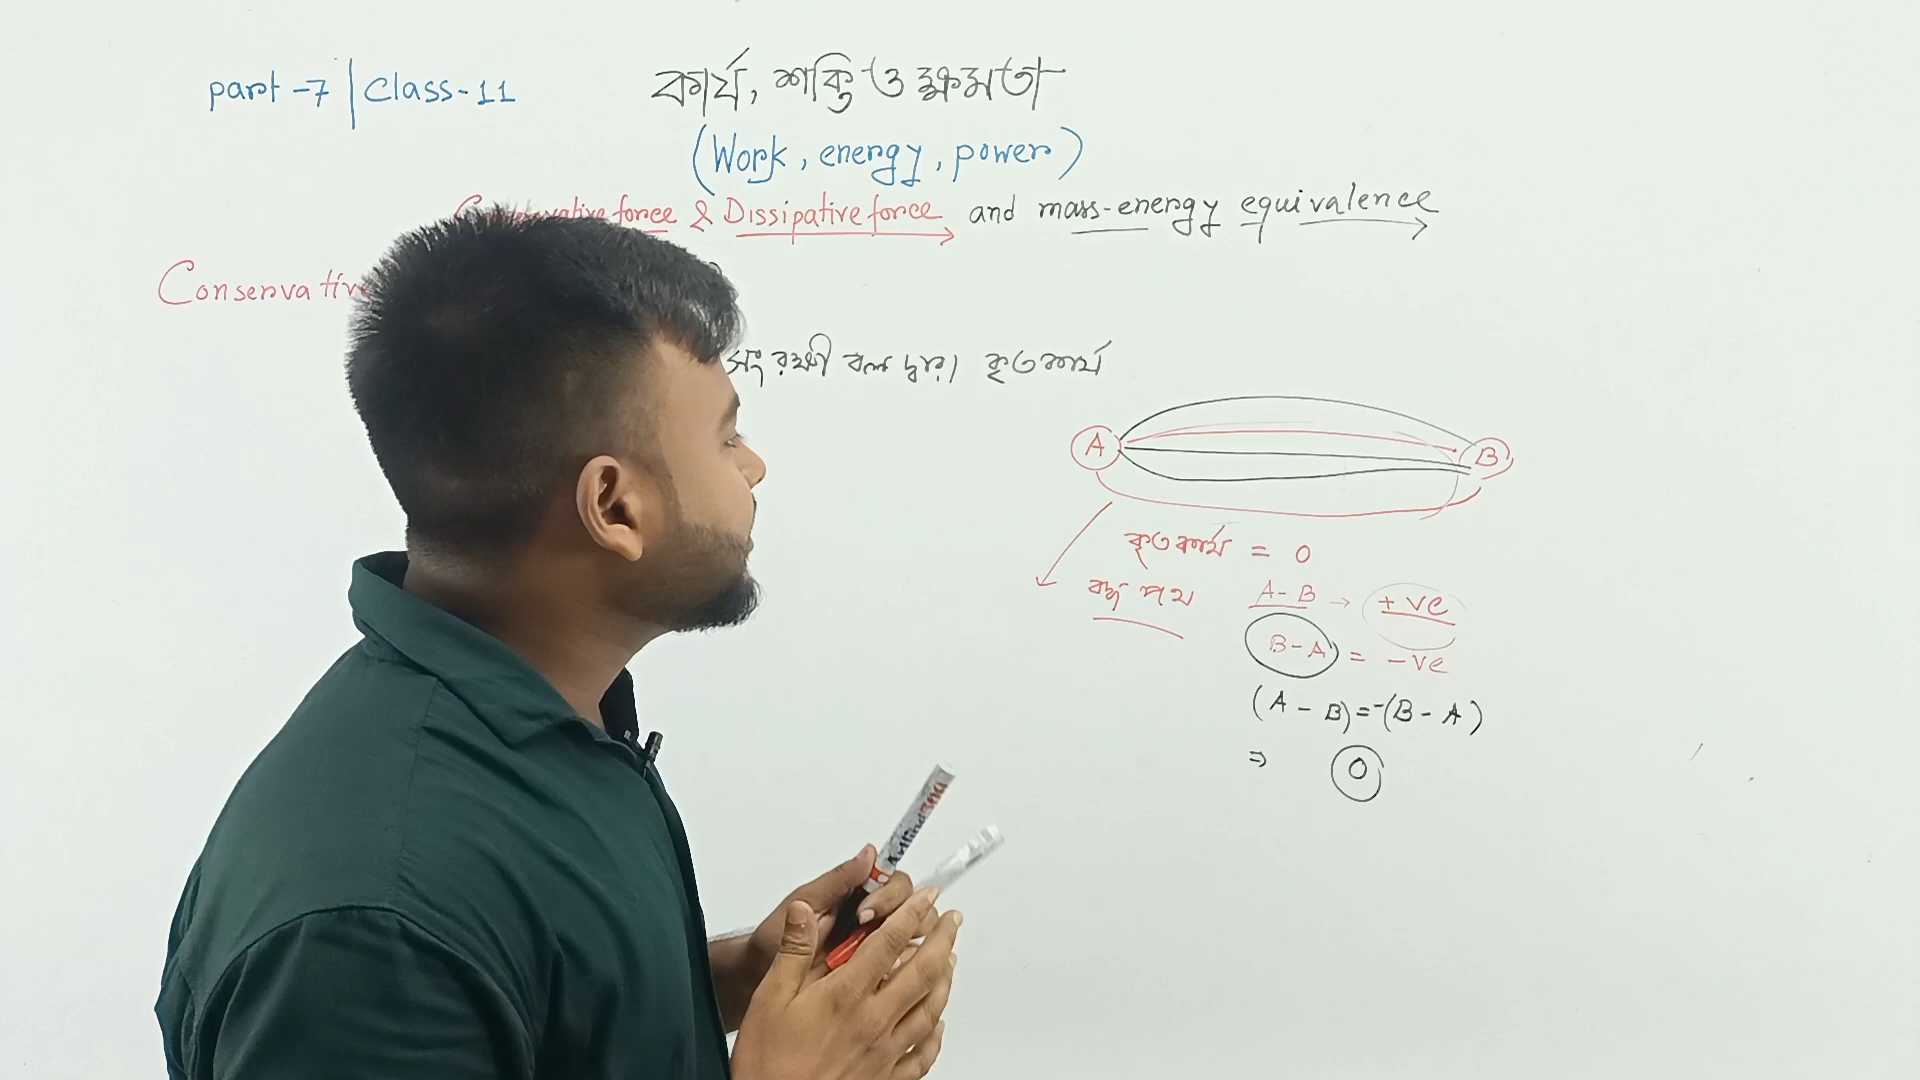 part-7 | Class-11
কার্য, শক্তি ও ক্ষমতা
(Work, energy, power)
Conservative force & Dissipative force and mass-energy equivalence
Conservative
সংরক্ষী বল দ্বারা কৃতকার্য
A B
কৃতকার্য = 0
বদ্ধ পথ
A-B → +ve
B-A = -ve
(A - B) = -(B - A)
⇒ 0